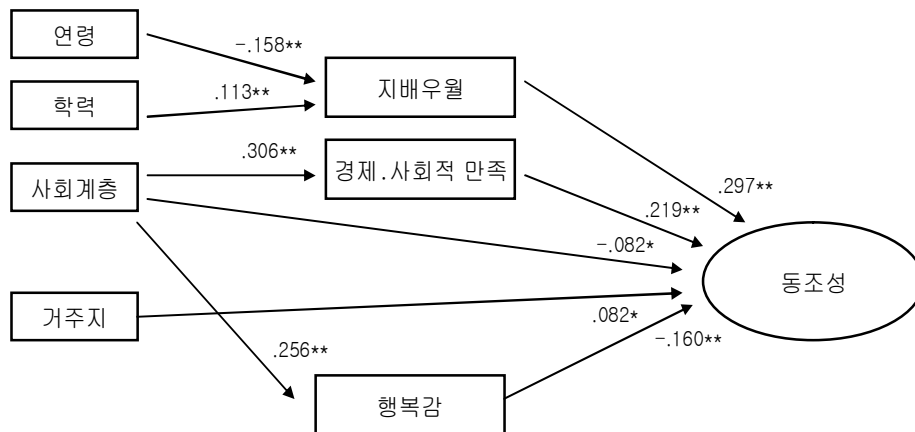 연령
-.158**
지배우월
학력
.113**
.306**
경제.사회적 만족
사회계층
.297**
.219**
-.082*
동조성
거주지
.082*
-.160**
.256**
행복감